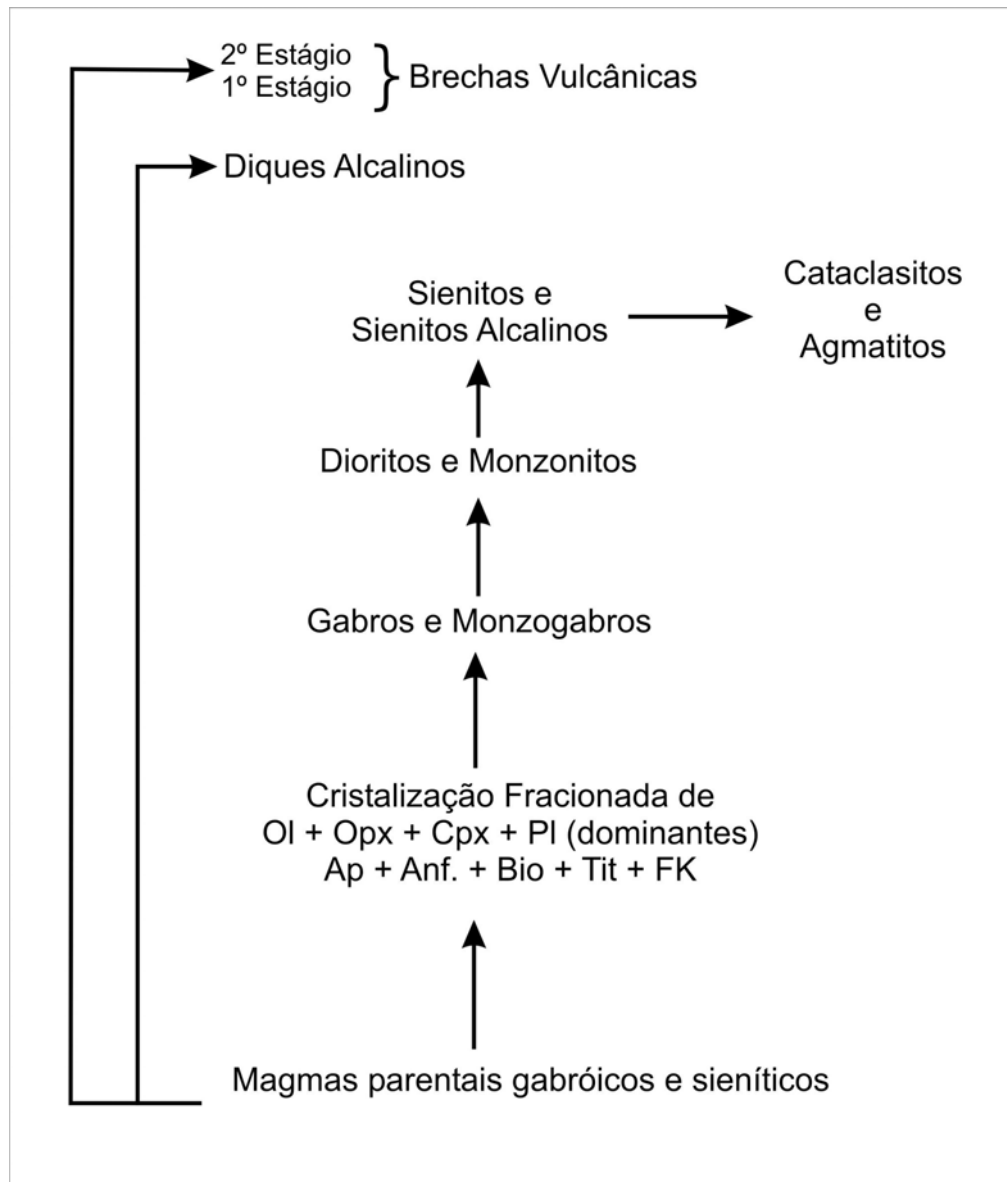 2º Estágio
1º Estágio
Brechas Vulcânicas
Diques Alcalinos
Sienitos e
Sienitos Alcalinos
Cataclasitos
e
Agmatitos
Dioritos e Monzonitos
Gabros e Monzogabros
Cristalização Fracionada de
Ol + Opx + Cpx + Pl (dominantes)
Ap + Anf. + Bio + Tit + FK
Magmas parentais gabróicos e sieníticos